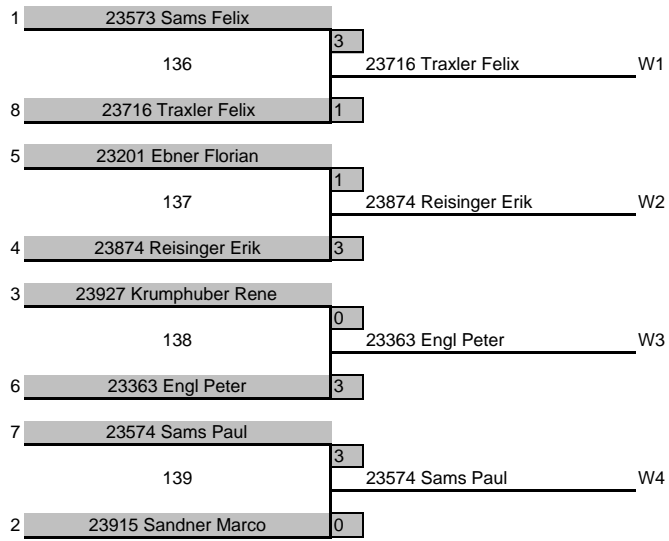 1 23573 Sams Felix
3
136 23716 Traxler Felix W1
8 23716 Traxler Felix 1
5 23201 Ebner Florian
1
137 23874 Reisinger Erik W2
4 23874 Reisinger Erik 3
3 23927 Krumphuber Rene
0
138 23363 Engl Peter W3
6 23363 Engl Peter 3
7 23574 Sams Paul
3
139 23574 Sams Paul W4
2 23915 Sandner Marco 0